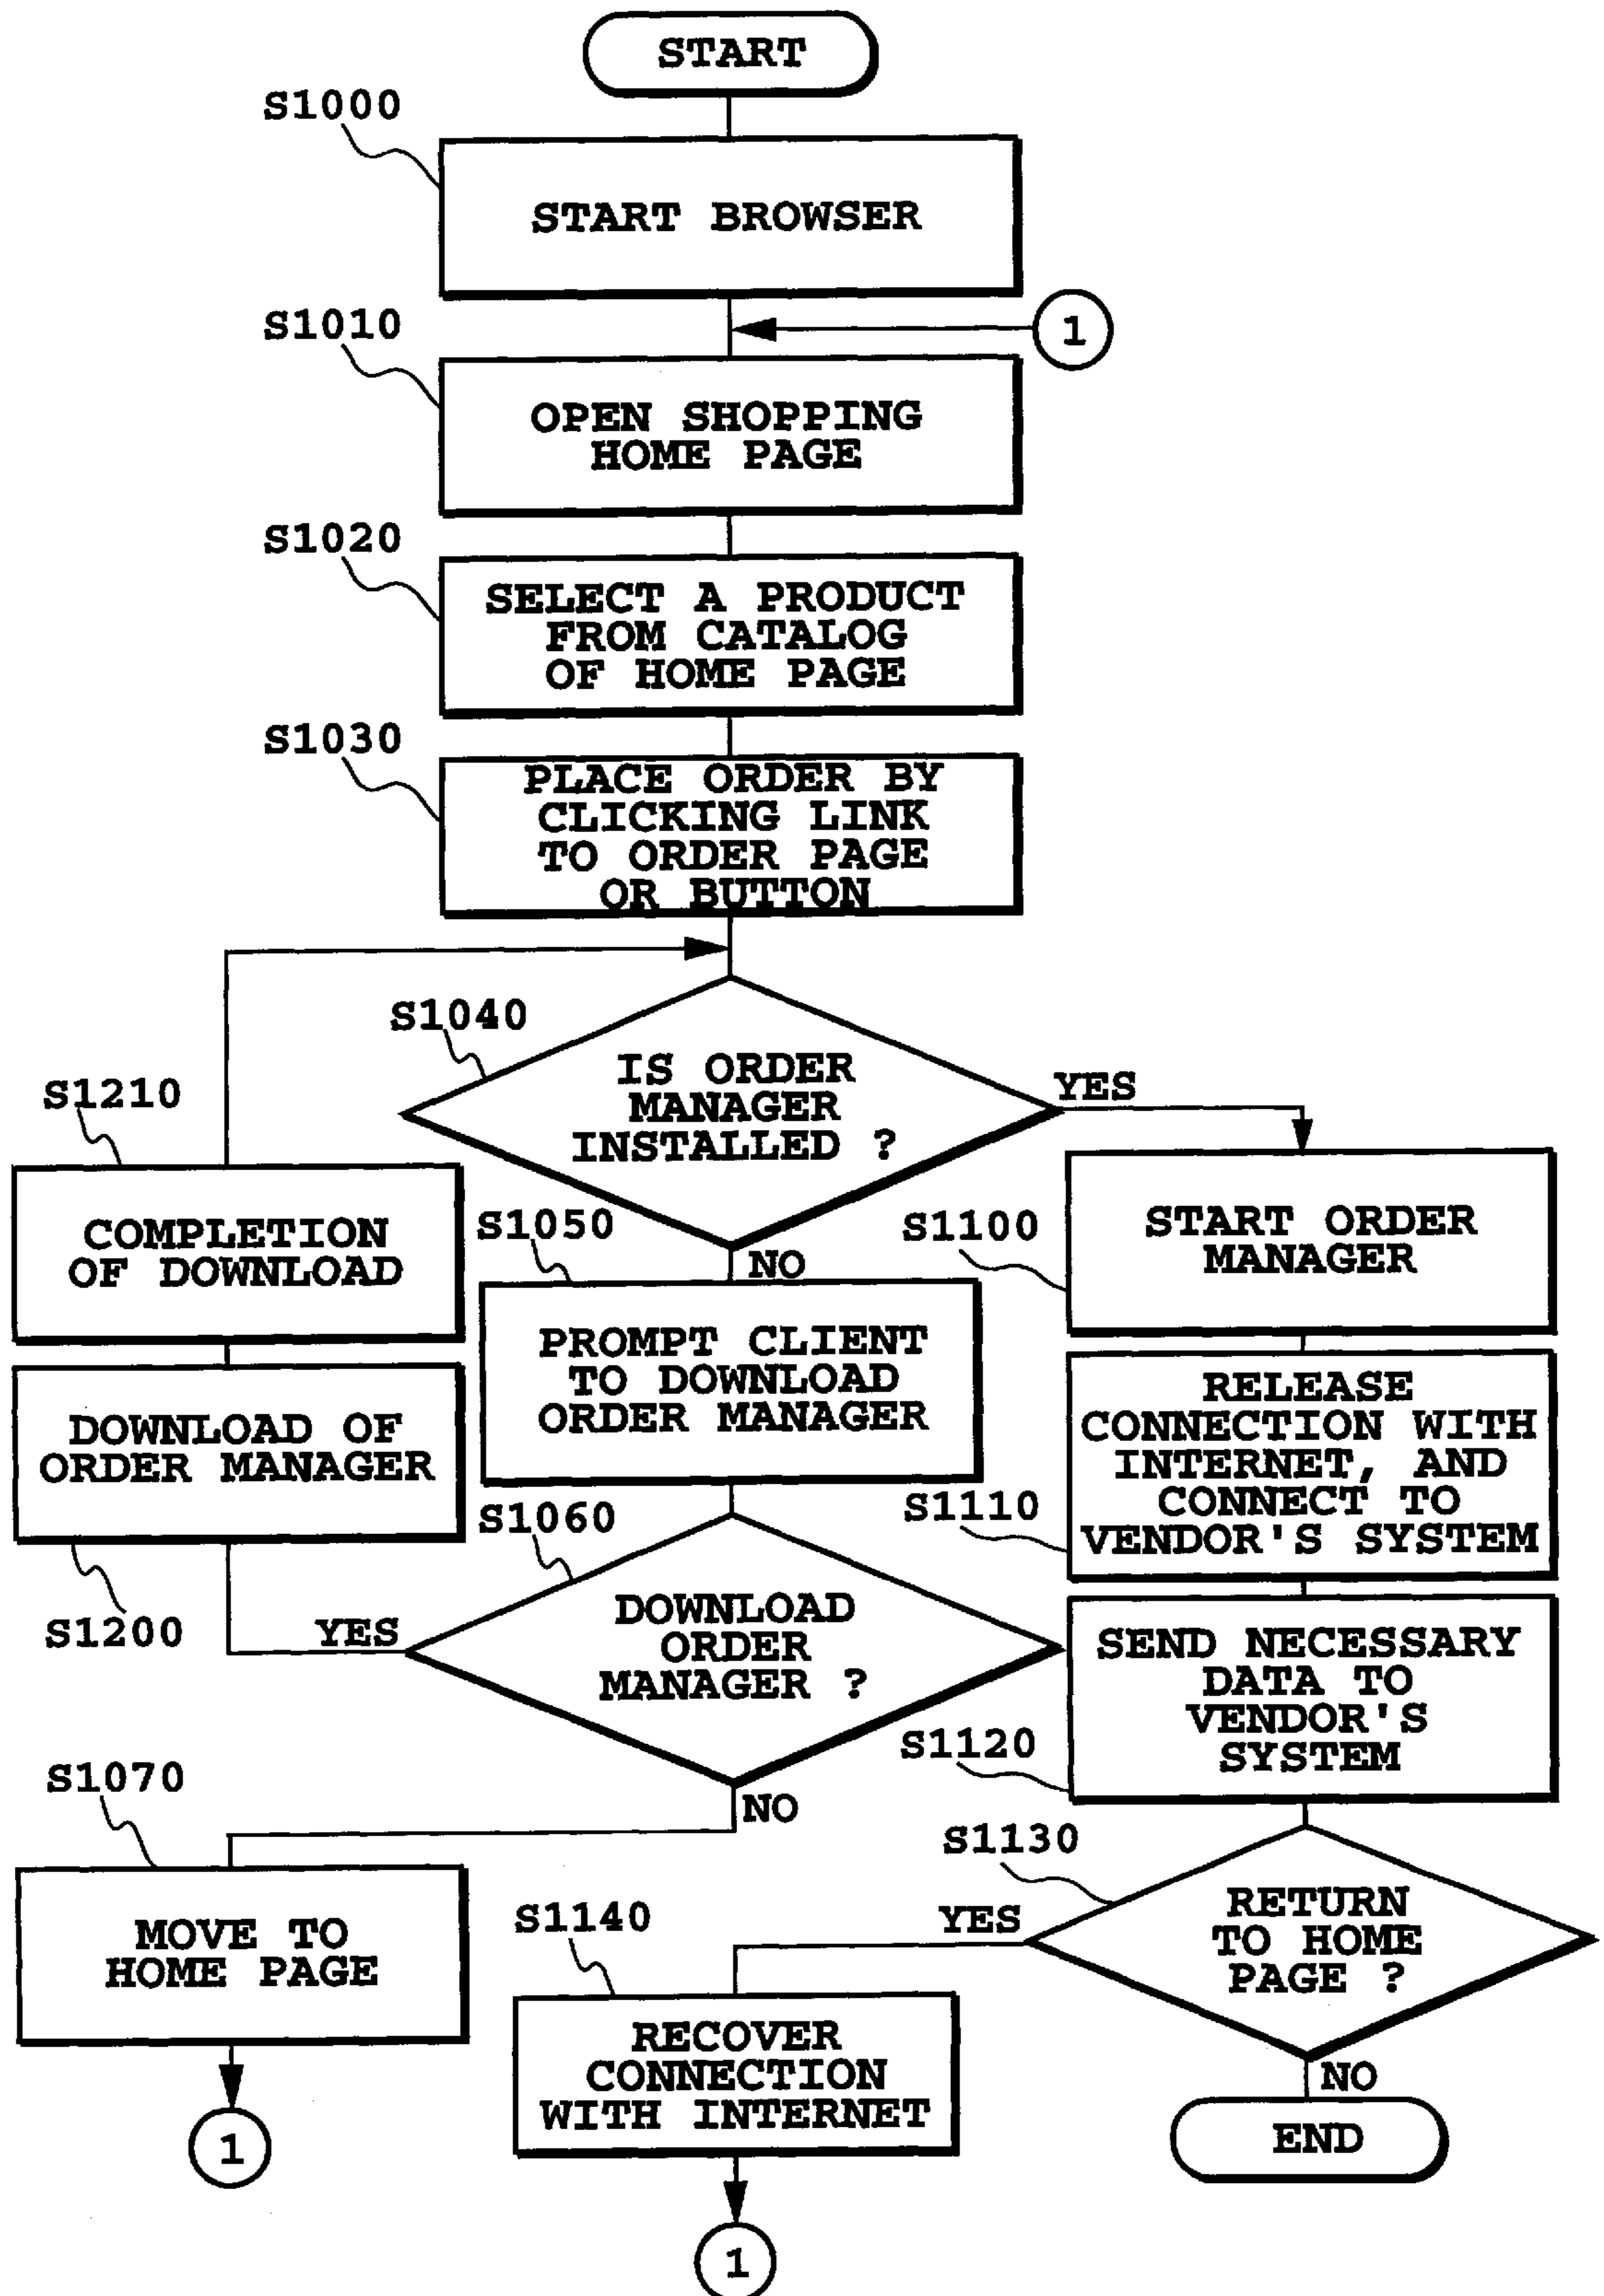 START
S1000
START BROWSER
S1010
1
OPEN SHOPPING
HOME PAGE
S1020
SELECT A PRODUCT
FROM CATALOG
OF HOME PAGE
S1030
PLACE ORDER BY
CLICKING LINK
TO ORDER PAGE
OR BUTTON
S1040
IS ORDER
MANAGER
INSTALLED ?
YES
NO
S1210
COMPLETION
OF DOWNLOAD
S1050
PROMPT CLIENT
TO DOWNLOAD
ORDER MANAGER
S1100
START ORDER
MANAGER
DOWNLOAD OF
ORDER MANAGER
S1200
S1060
DOWNLOAD
ORDER
MANAGER ?
YES
NO
S1110
RELEASE
CONNECTION WITH
INTERNET, AND
CONNECT TO
VENDOR'S SYSTEM
S1120
SEND NECESSARY
DATA TO
VENDOR'S
SYSTEM
S1070
MOVE TO
HOME PAGE
1
S1130
RETURN
TO HOME
PAGE ?
YES
NO
S1140
RECOVER
CONNECTION
WITH INTERNET
1
END